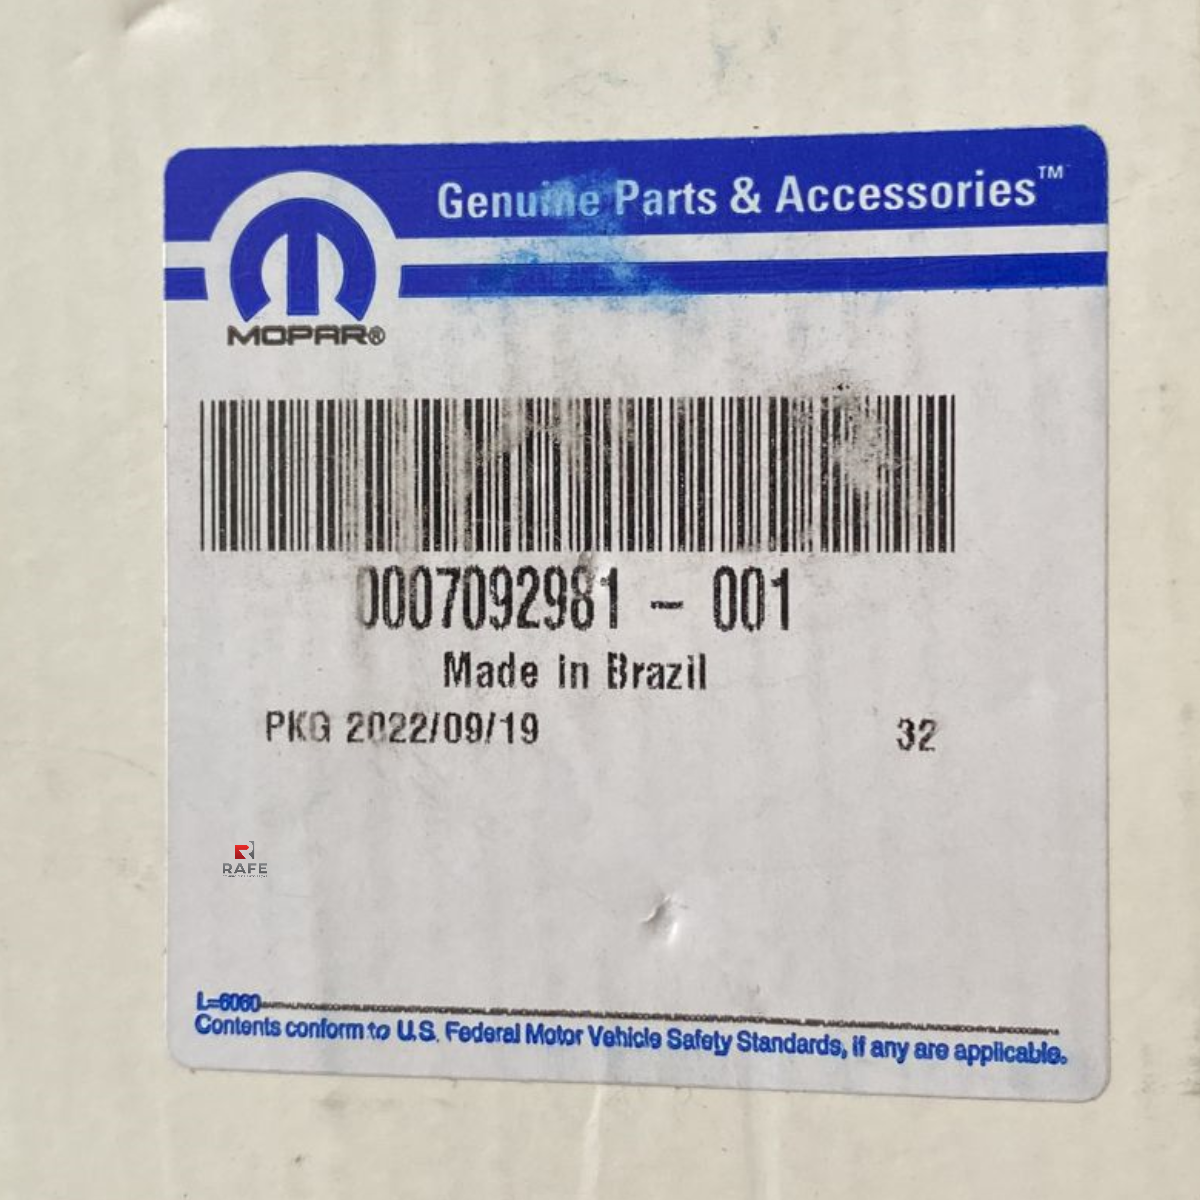 Genuine Parts & Accessories™
MOPAR®
0007092981 - 001
Made in Brazil
PKG 2022/09/19
32
RAFE
L=6060
Contents conform to U.S. Federal Motor Vehicle Safety Standards, if any are applicable.